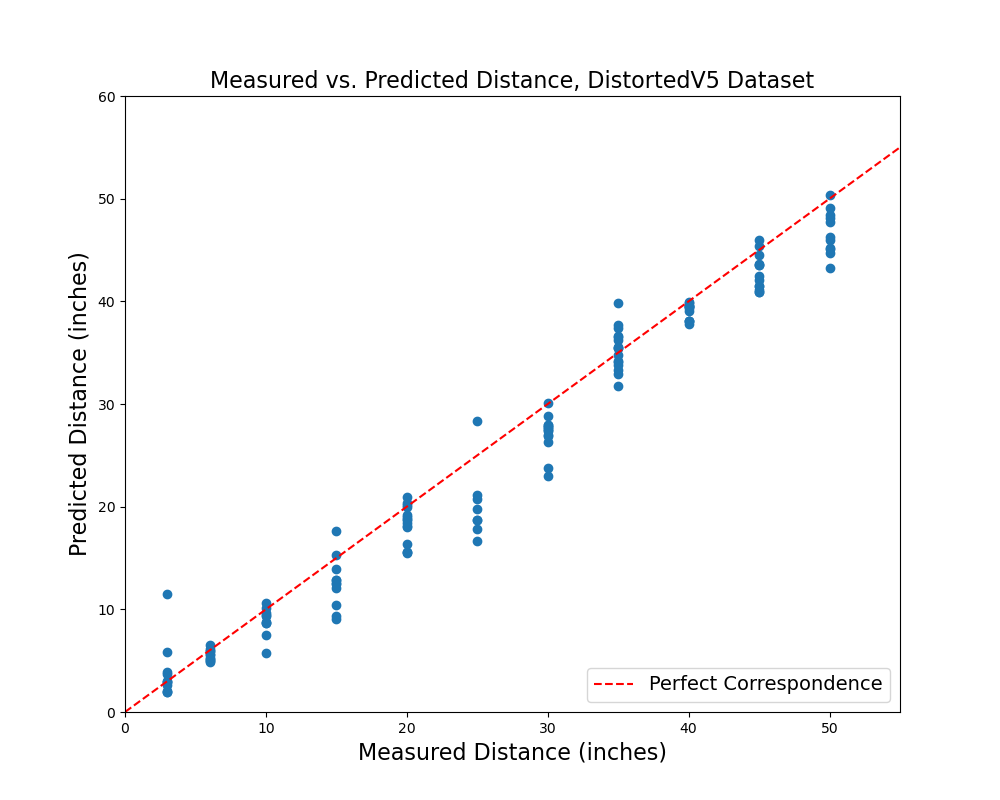 Measured vs. Predicted Distance, DistortedV5 Dataset
60
50
40
30
20
10
0
Predicted Distance (inches)
Perfect Correspondence
0 10 20 30 40 50
Measured Distance (inches)